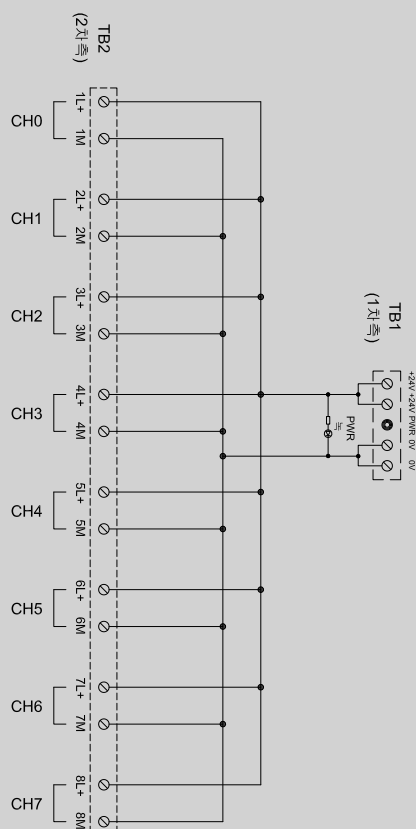 TB2
(2차측)
TB1
(1차측)
+24V +24V PWR 0V 0V
PWR
녹
CH0
1L+
1M
CH1
2L+
2M
CH2
3L+
3M
CH3
4L+
4M
CH4
5L+
5M
CH5
6L+
6M
CH6
7L+
7M
CH7
8L+
8M